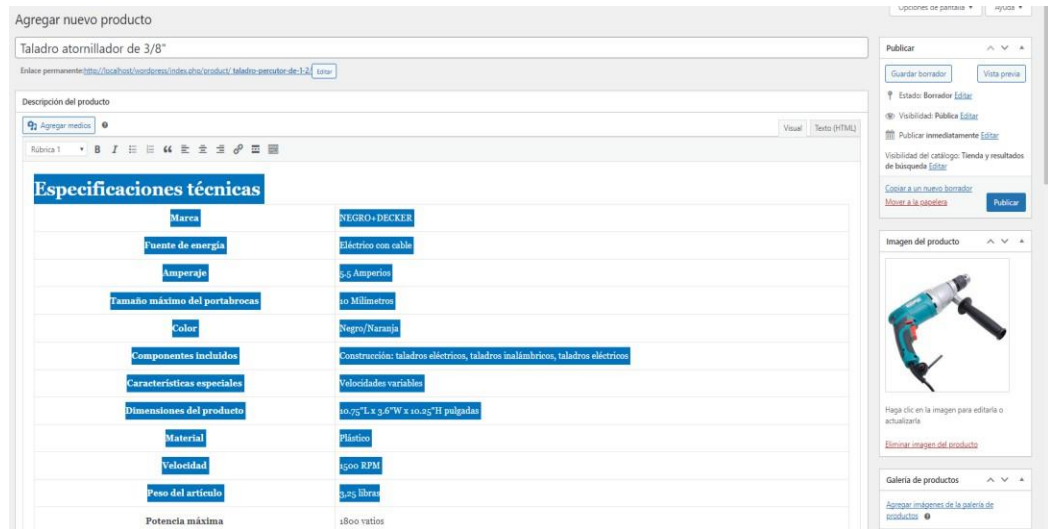 Opciones de pantalla ▾ Ayuda ▾
Agregar nuevo producto
Taladro atornillador de 3/8"
Enlace permanente:http://localhost/wordpress/index.php/product/ taladro-percutor-de-1-2/ Editar
Descripción del producto
Agregar medios
Visual Texto (HTML)
Rúbrica 1
Especificaciones técnicas
Marca NEGRO+DECKER
Fuente de energía Eléctrico con cable
Amperaje 5.5 Amperios
Tamaño máximo del portabrocas 10 Milímetros
Color Negro/Naranja
Componentes incluidos Construcción: taladros eléctricos, taladros inalámbricos, taladros eléctricos
Características especiales Velocidades variables
Dimensiones del producto 10.75"L x 3.6"W x 10.25"H pulgadas
Material Plástico
Velocidad 1500 RPM
Peso del artículo 3,25 libras
Potencia máxima 1800 vatios
Publicar
Guardar borrador Vista previa
Estado: Borrador Editar
Visibilidad: Pública Editar
Publicar inmediatamente Editar
Visibilidad del catálogo: Tienda y resultados
de búsqueda Editar
Copiar a un nuevo borrador
Mover a la papelera Publicar
Imagen del producto
Haga clic en la imagen para editarla o
actualizarla
Eliminar imagen del producto
Galería de productos
Agregar imágenes de la galería de
productos